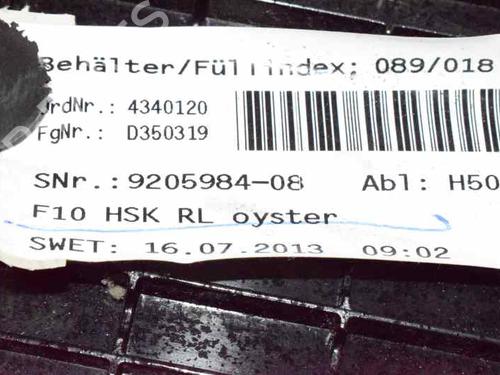 Behälter/Füllindex; 089/018
OrdNr.: 4340120
FgNr.: D350319
SNr.:9205984-08 Abl: H50
F10 HSK RL oyster
SWET: 16.07.2013 09:02